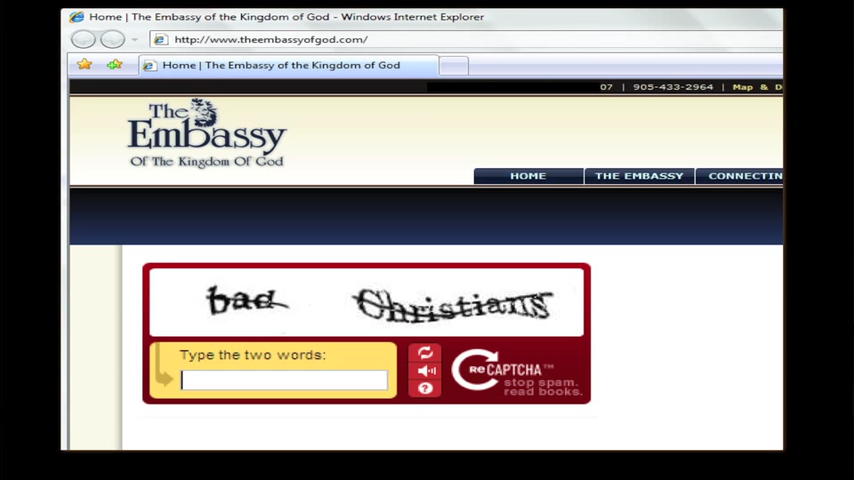 Home | The Embassy of the Kingdom of God - Windows Internet Explorer
http://www.theembassyofgod.com/
Home | The Embassy of the Kingdom of God
07 | 905-433-2964 | Map & D
The
Embassy
Of The Kingdom Of God
HOME THE EMBASSY CONNECTIN
bad Christians
Type the two words:
reCAPTCHA™
stop spam.
read books.